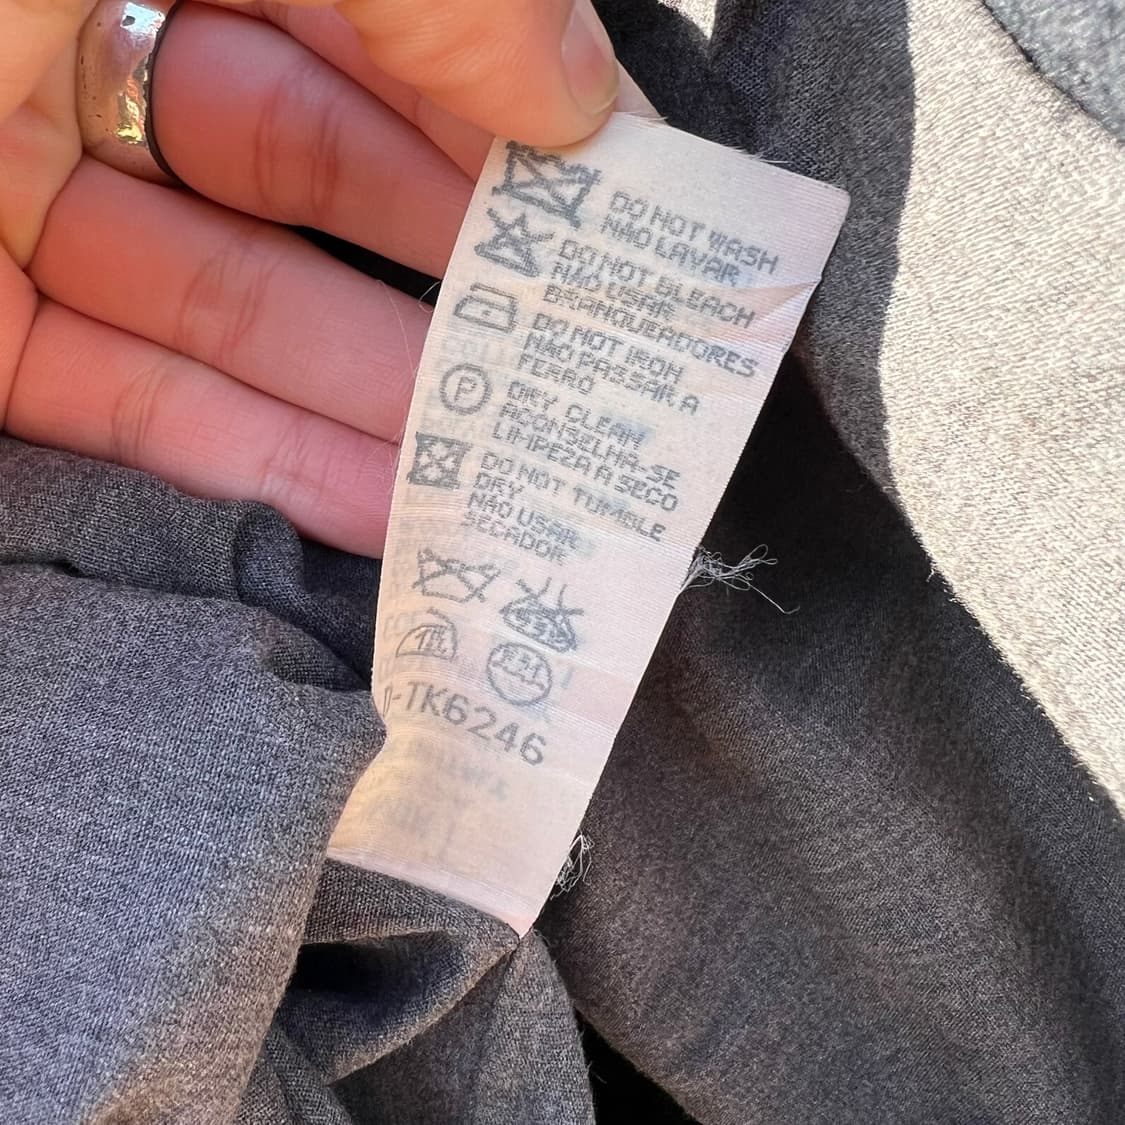 DO NOT WASH
NÃO LAVAR
DO NOT BLEACH
NÃO USAR
BRANQUEADORES
DO NOT IRON
NÃO PASSAR A
FERRO
P
DRY CLEAN
ACONSELHA-SE
LIMPEZA A SECO
DO NOT TUMBLE
DRY
NÃO USAR
SECADOR
-TK6246